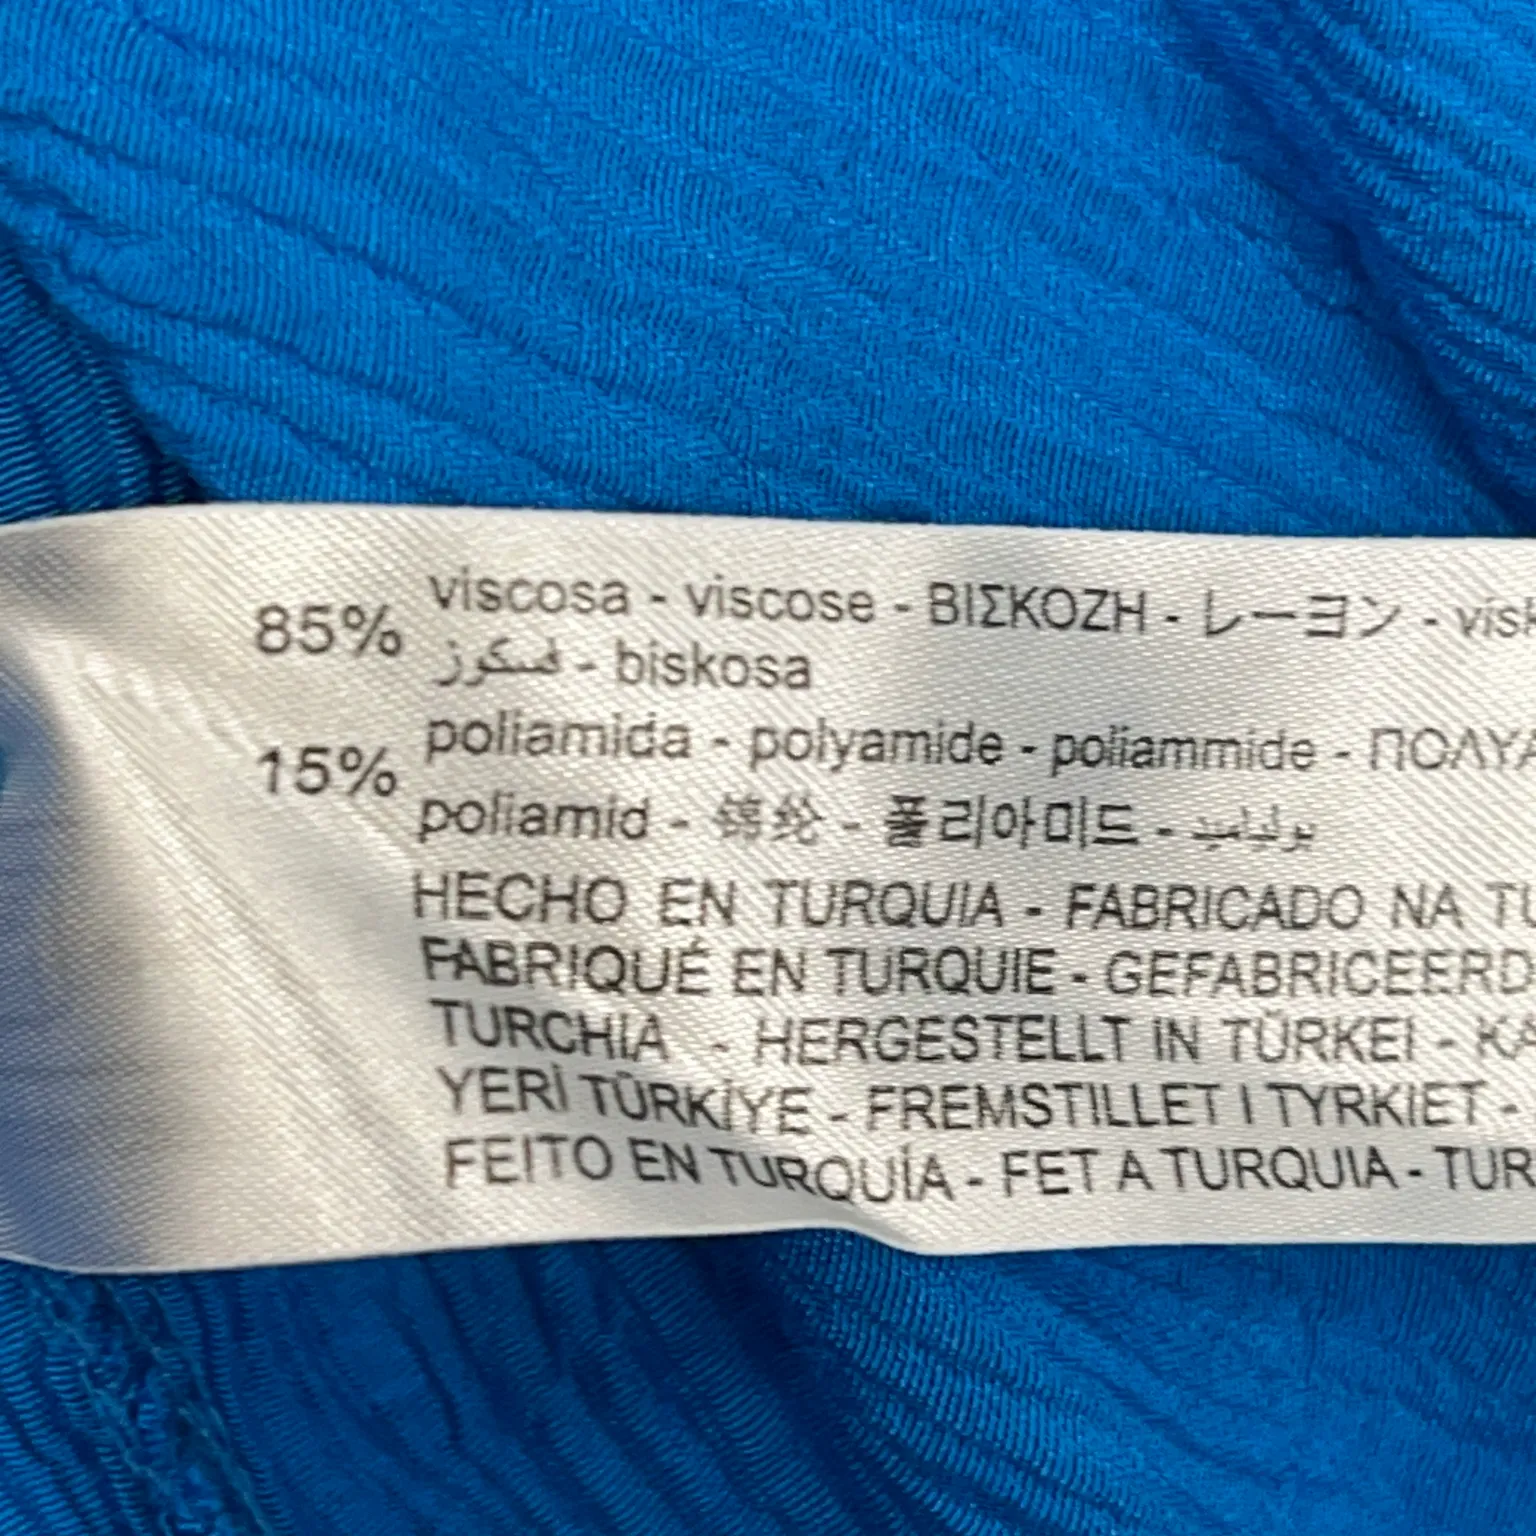 85% viscosa - viscose - ΒΙΣΚΟΖΗ - レーヨン -
فسكوز - biskosa
15% poliamida - polyamide - poliammide -
poliamid - 锦纶 - 폴리아미드 -
HECHO EN TURQUIA - FABRICADO NA
FABRIQUÉ EN TURQUIE - GEFABRICEERD
TURCHIA - HERGESTELLT IN TÜRKEI -
YERİ TÜRKİYE - FREMSTILLET I TYRKIET -
FEITO EN TURQUÍA - FET A TURQUIA -